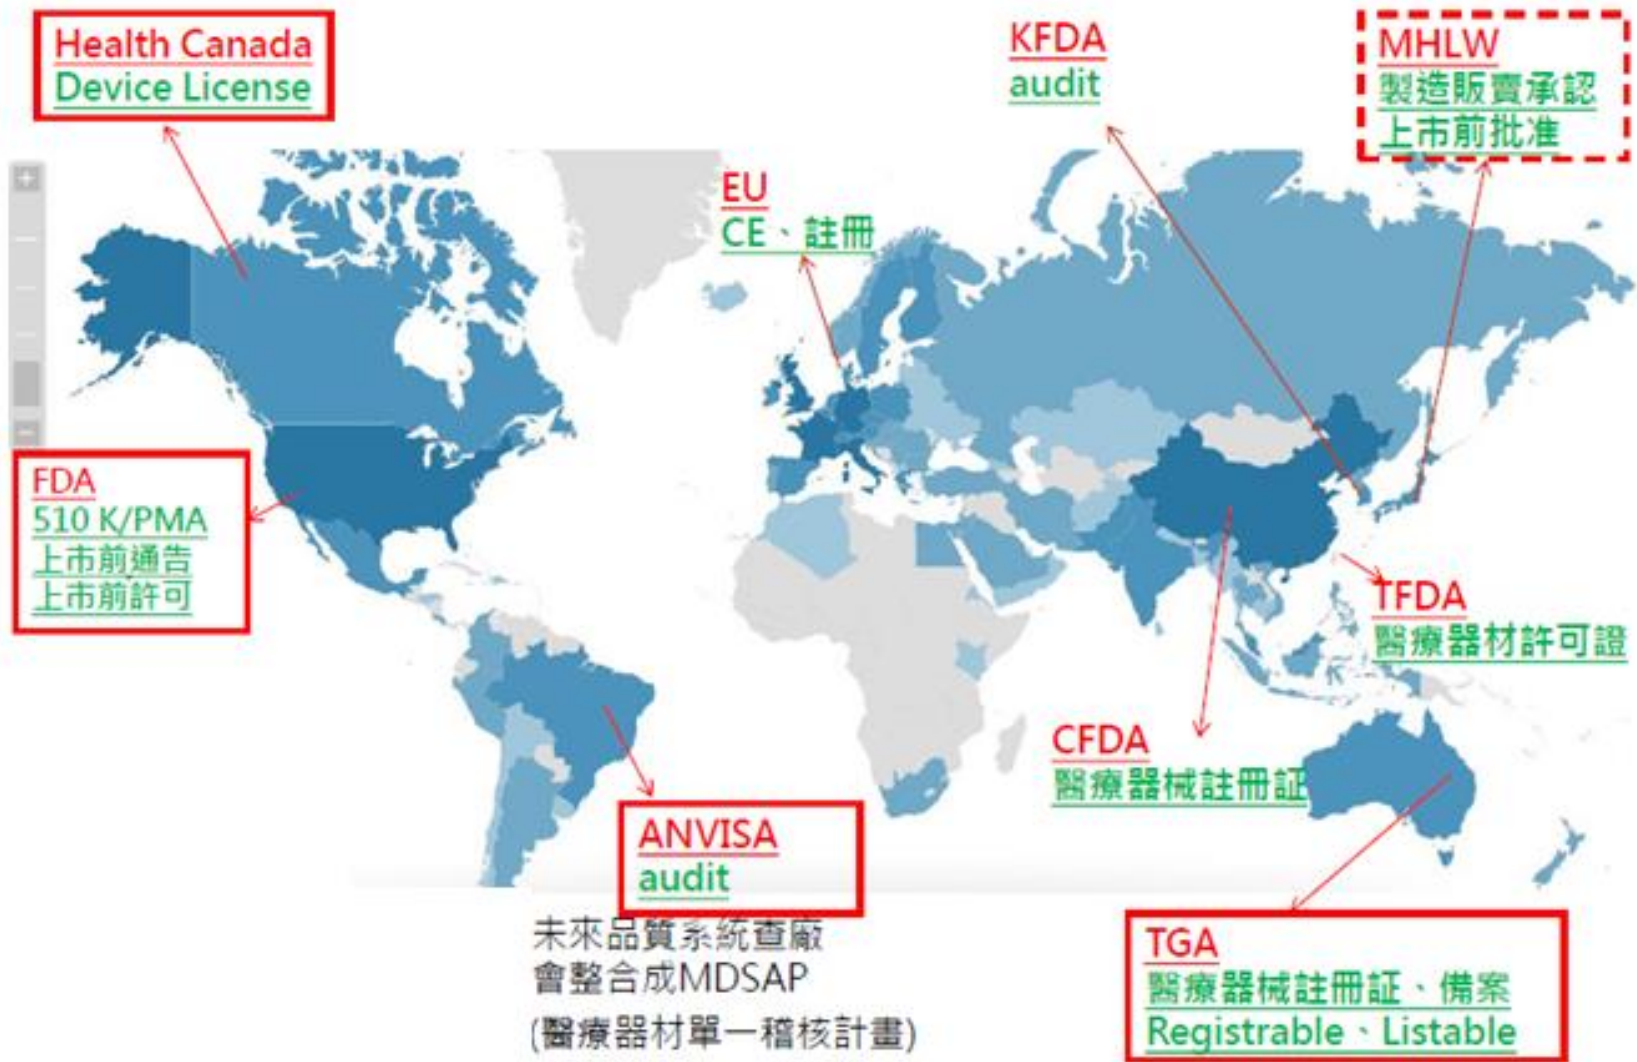 Health Canada
Device License
KFDA
audit
MHLW
製造販賣承認
上市前批准
EU
CE、註冊
FDA
510 K/PMA
上市前通告
上市前許可
TFDA
醫療器材許可證
CFDA
醫療器械註冊証
ANVISA
audit
未來品質系統查廠
會整合成MDSAP
(醫療器材單一稽核計畫)
TGA
醫療器械註冊証、備案
Registrable、Listable